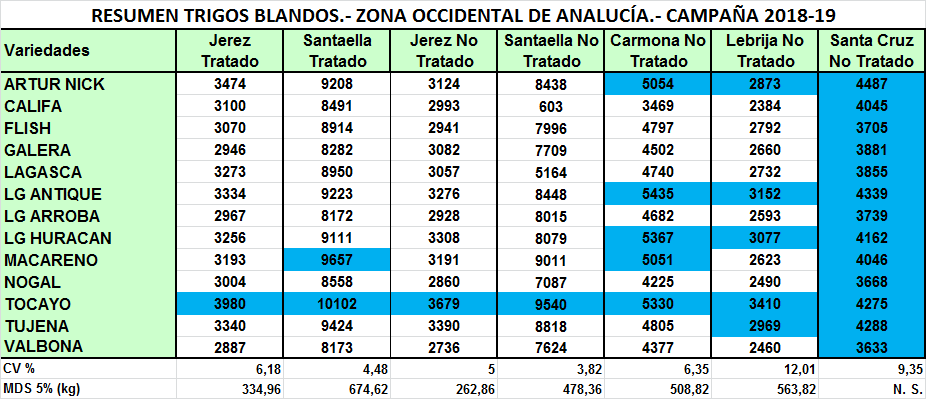 RESUMEN TRIGOS BLANDOS.- ZONA OCCIDENTAL DE ANALUCÍA.- CAMPAÑA 2018-19
Variedades Jerez Tratado Santaella Tratado Jerez No Tratado Santaella No Tratado Carmona No Tratado Lebrija No Tratado Santa Cruz No Tratado
ARTUR NICK 3474 9208 3124 8438 5054 2873 4487
CALIFA 3100 8491 2993 603 3469 2384 4045
FLISH 3070 8914 2941 7996 4797 2792 3705
GALERA 2946 8282 3082 7709 4502 2660 3881
LAGASCA 3273 8950 3057 5164 4740 2732 3855
LG ANTIQUE 3334 9223 3276 8448 5435 3152 4339
LG ARROBA 2967 8172 2928 8015 4682 2593 3739
LG HURACAN 3256 9111 3308 8079 5367 3077 4162
MACARENO 3193 9657 3191 9011 5051 2623 4046
NOGAL 3004 8558 2860 7087 4225 2490 3668
TOCAYO 3980 10102 3679 9540 5330 3410 4275
TUJENA 3340 9424 3390 8818 4805 2969 4288
VALBONA 2887 8173 2736 7624 4377 2460 3633
CV % 6,18 4,48 5 3,82 6,35 12,01 9,35
MDS 5% (kg) 334,96 674,62 262,86 478,36 508,82 563,82 N. S.